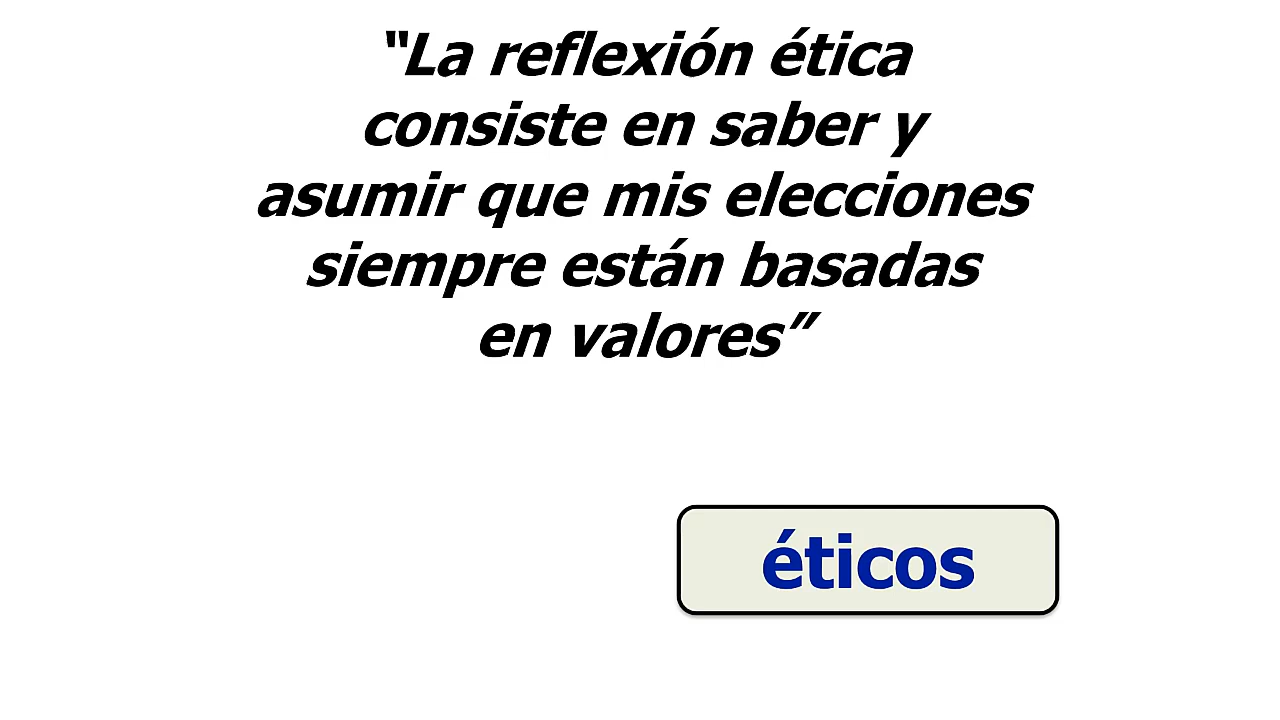 “La reflexión ética
consiste en saber y
asumir que mis elecciones
siempre están basadas
en valores”
éticos